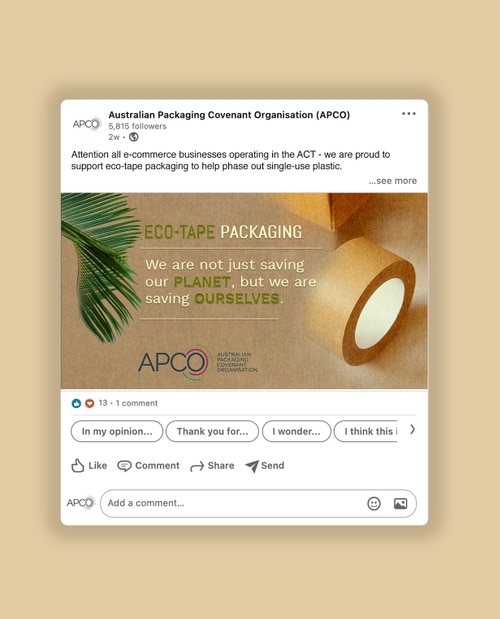 APCO
Australian Packaging Covenant Organisation (APCO)
5,815 followers
2w •
Attention all e-commerce businesses operating in the ACT - we are proud to
support eco-tape packaging to help phase out single-use plastic.
...see more
ECO-TAPE PACKAGING
We are not just saving
our PLANET, but we are
saving OURSELVES.
APCO
AUSTRALIAN
PACKAGING
COVENANT
ORGANISATION
13 • 1 comment
In my opinion... Thank you for... I wonder... I think this i
Like Comment Share Send
APCO Add a comment...